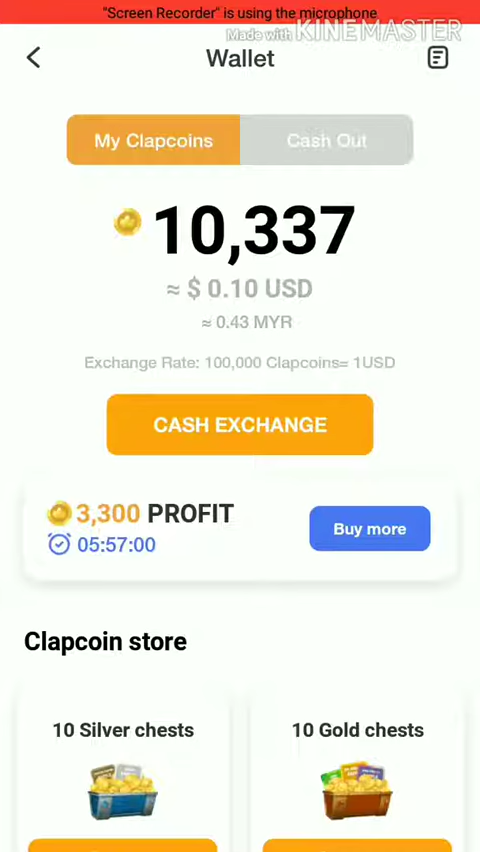 "Screen Recorder" is using the microphone
Made with KINEMASTER
Wallet
My Clapcoins
Cash Out
10,337
≈ $ 0.10 USD
≈ 0.43 MYR
Exchange Rate: 100,000 Clapcoins= 1USD
CASH EXCHANGE
3,300 PROFIT
05:57:00
Buy more
Clapcoin store
10 Silver chests
10 Gold chests